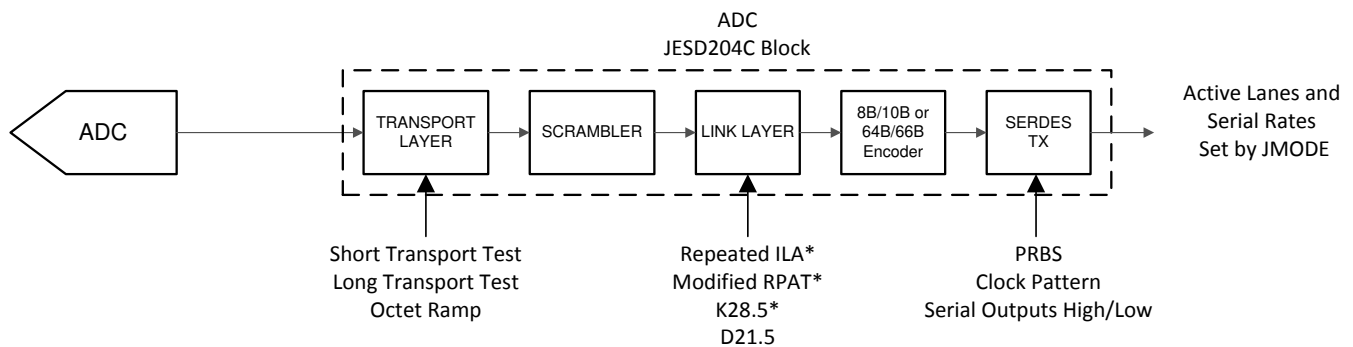 ADC
JESD204C Block
ADC
TRANSPORT
LAYER
SCRAMBLER
LINK LAYER
8B/10B or
64B/66B
Encoder
SERDES
TX
Active Lanes and
Serial Rates
Set by JMODE
Short Transport Test
Long Transport Test
Octet Ramp
Repeated ILA*
Modified RPAT*
K28.5*
D21.5
PRBS
Clock Pattern
Serial Outputs High/Low